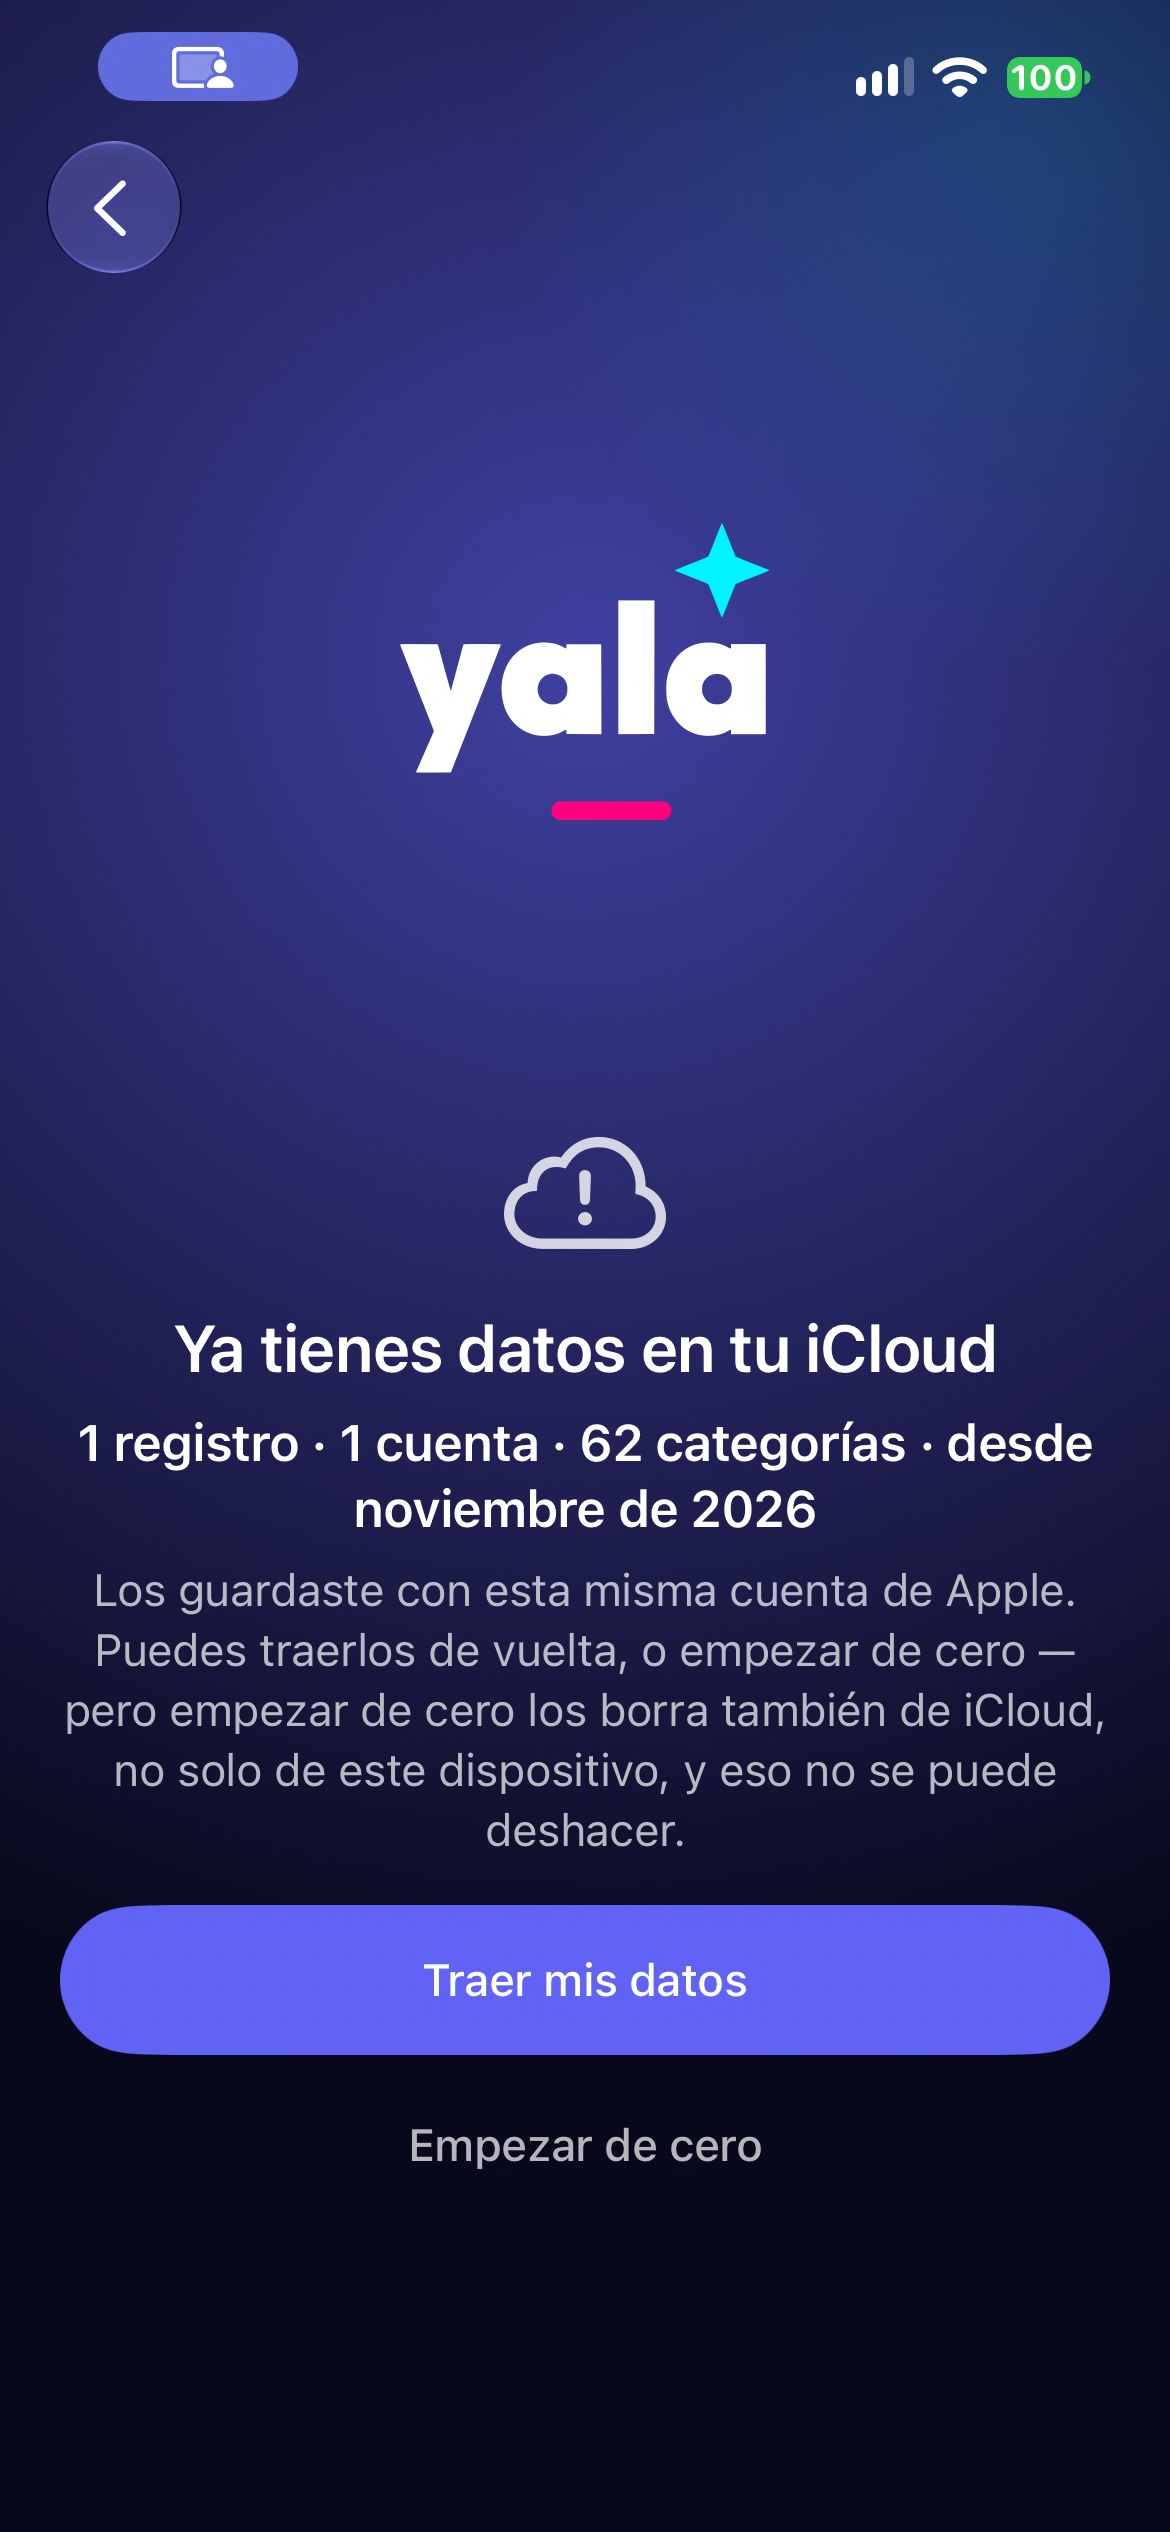 100
yala
Ya tienes datos en tu iCloud
1 registro · 1 cuenta · 62 categorías · desde
noviembre de 2026
Los guardaste con esta misma cuenta de Apple.
Puedes traerlos de vuelta, o empezar de cero —
pero empezar de cero los borra también de iCloud,
no solo de este dispositivo, y eso no se puede
deshacer.
Traer mis datos
Empezar de cero